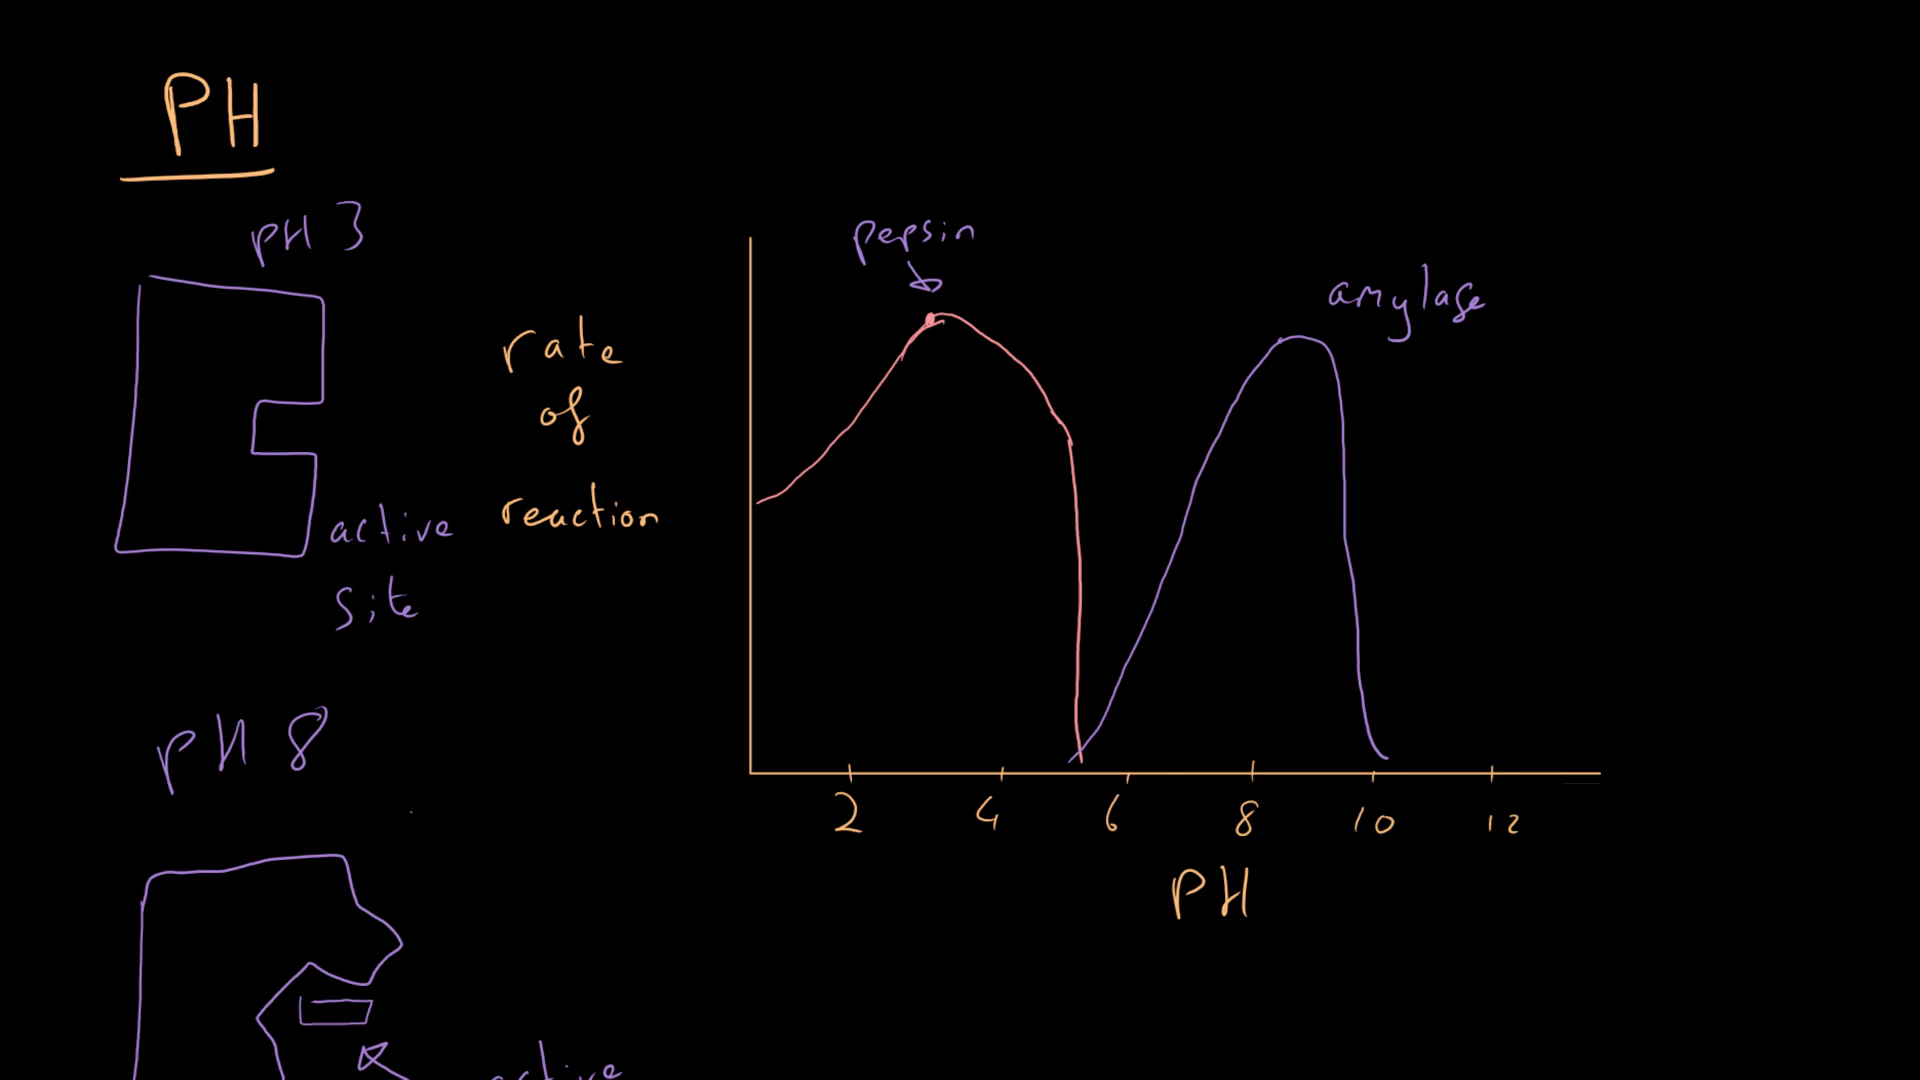 PH
pH 3
pepsin
amylase
rate
of
reaction
active
site
pH 8
2 4 6 8 10 12
PH
active